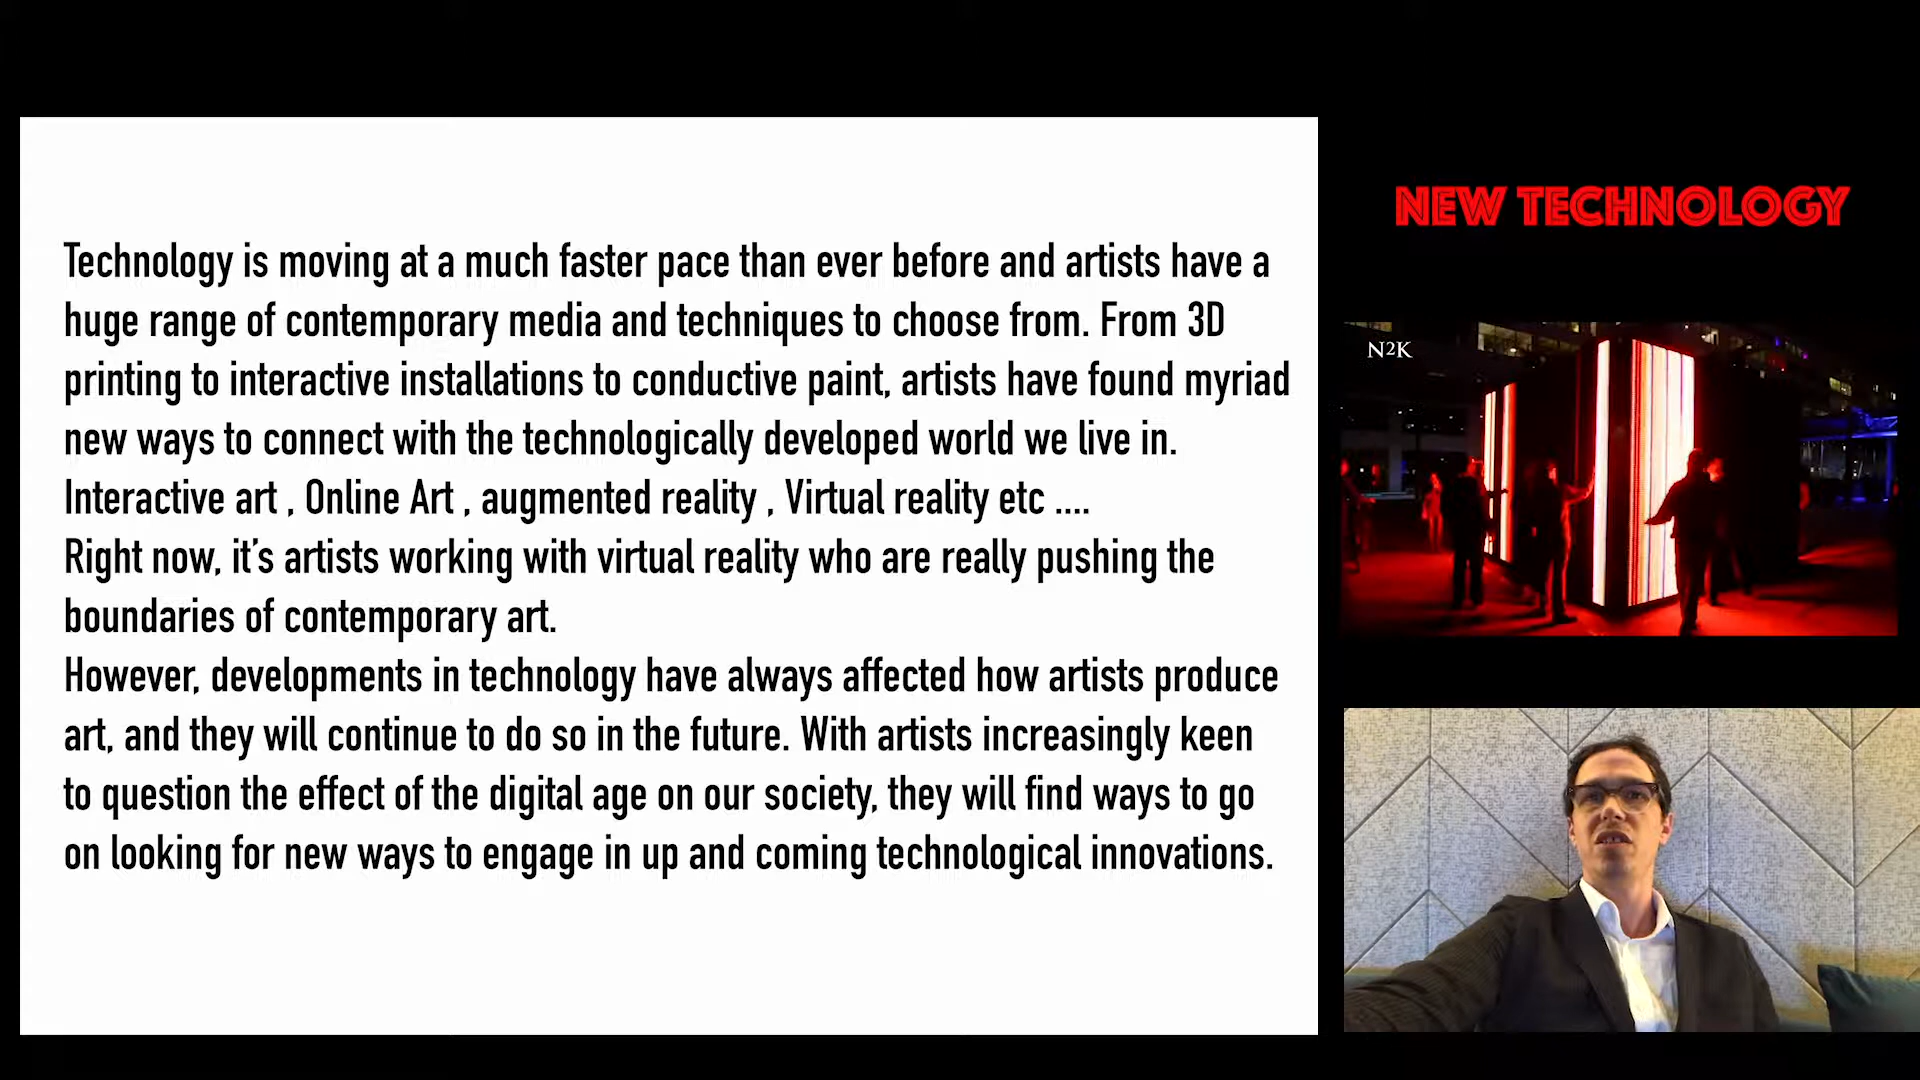 Technology is moving at a much faster pace than ever before and artists have a
huge range of contemporary media and techniques to choose from. From 3D
printing to interactive installations to conductive paint, artists have found myriad
new ways to connect with the technologically developed world we live in.
Interactive art , Online Art , augmented reality , Virtual reality etc ....
Right now, it’s artists working with virtual reality who are really pushing the
boundaries of contemporary art.
However, developments in technology have always affected how artists produce
art, and they will continue to do so in the future. With artists increasingly keen
to question the effect of the digital age on our society, they will find ways to go
on looking for new ways to engage in up and coming technological innovations.
NEW TECHNOLOGY
N2K